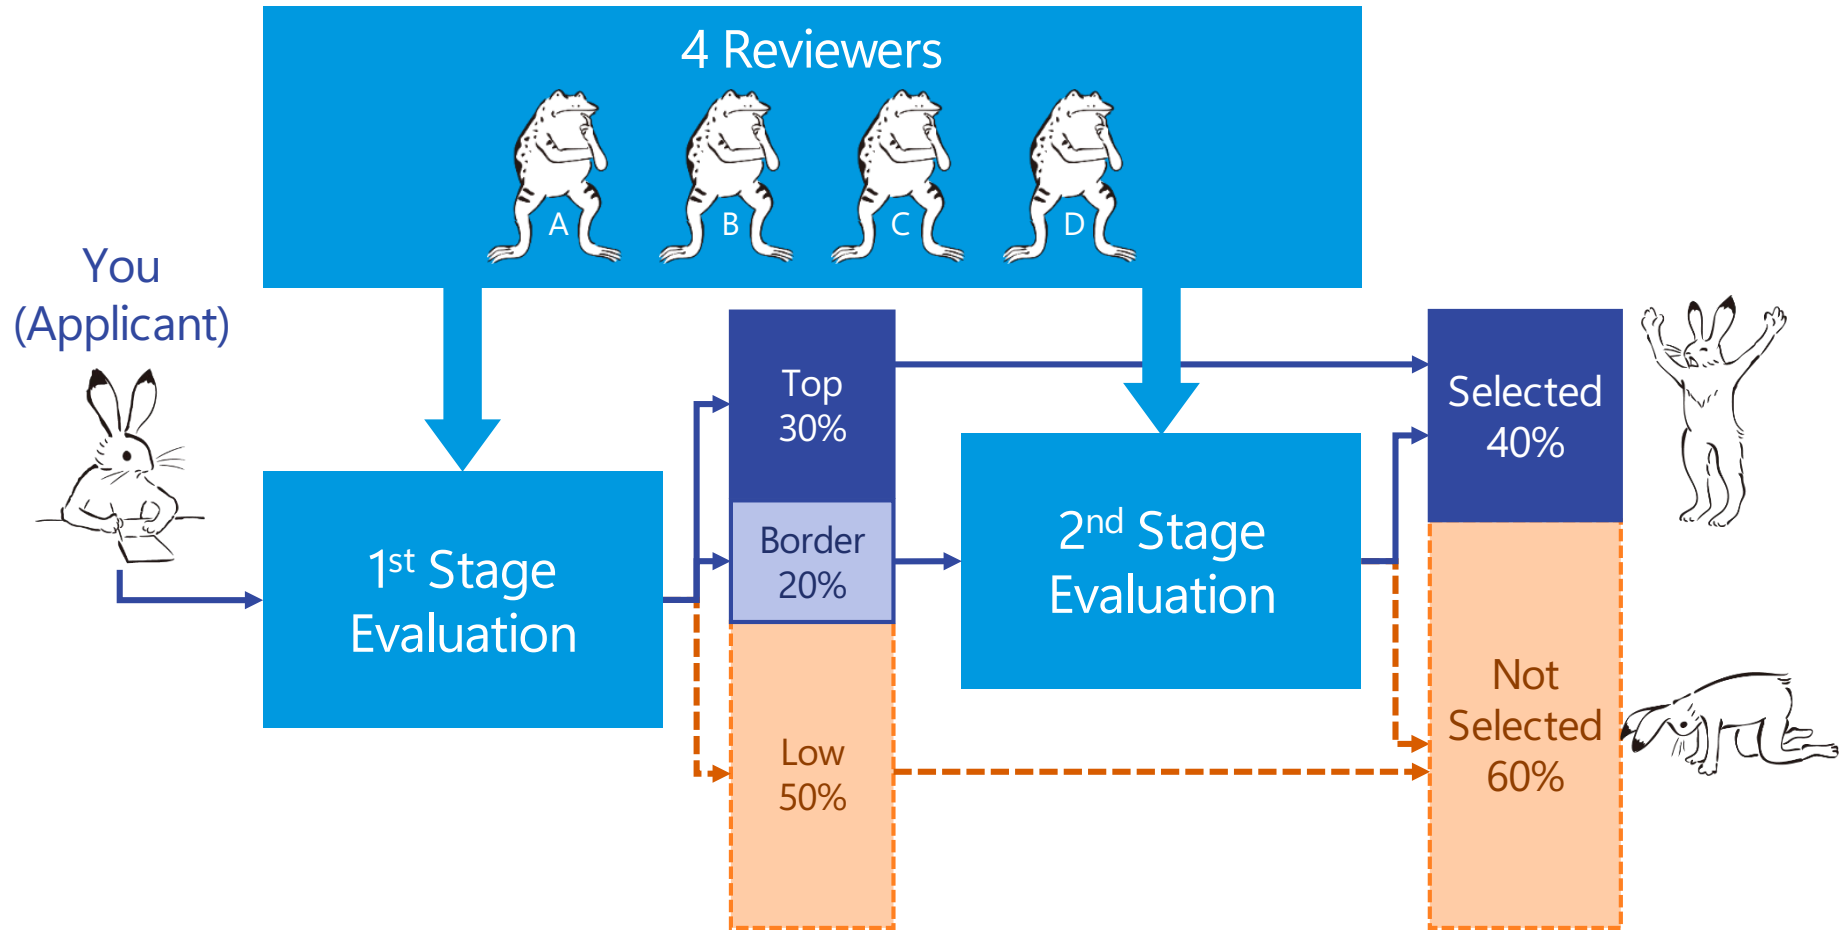 4 Reviewers
A
B
C
D
You
(Applicant)
1st Stage
Evaluation
Top
30%
Border
20%
Low
50%
2nd Stage
Evaluation
Selected
40%
Not
Selected
60%